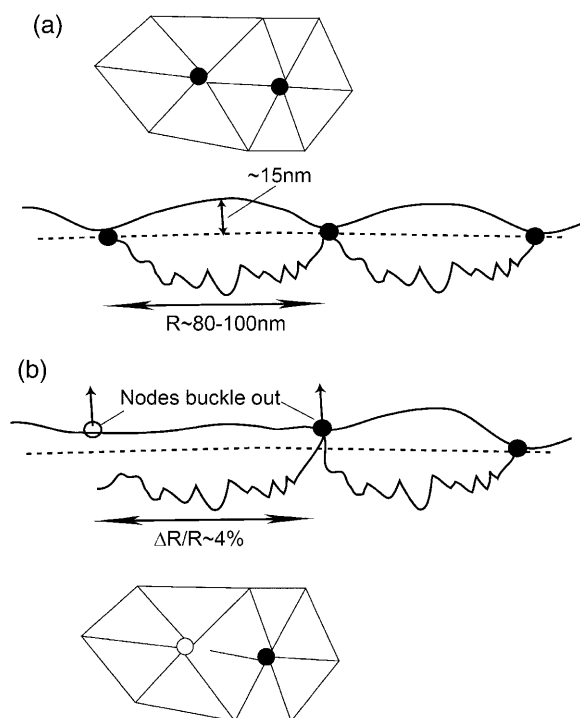 (a)
~15nm
R~80-100nm
(b)
Nodes buckle out
ΔR/R~4%